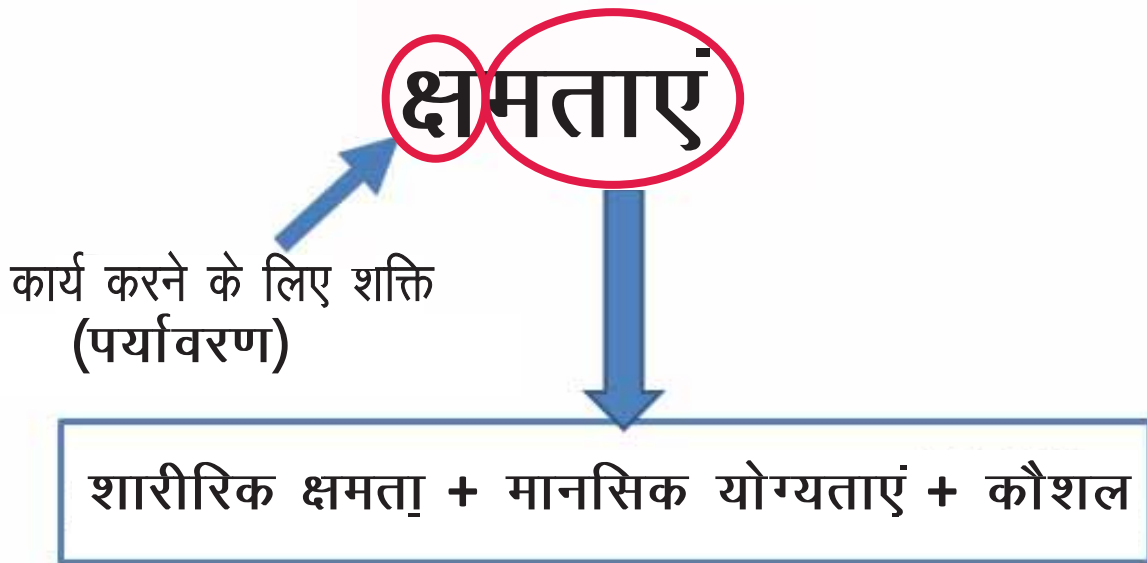 क्षमताएं
कार्य करने के लिए शक्ति
(पर्यावरण)
शारीरिक क्षमता + मानसिक योग्यताएं + कौशल